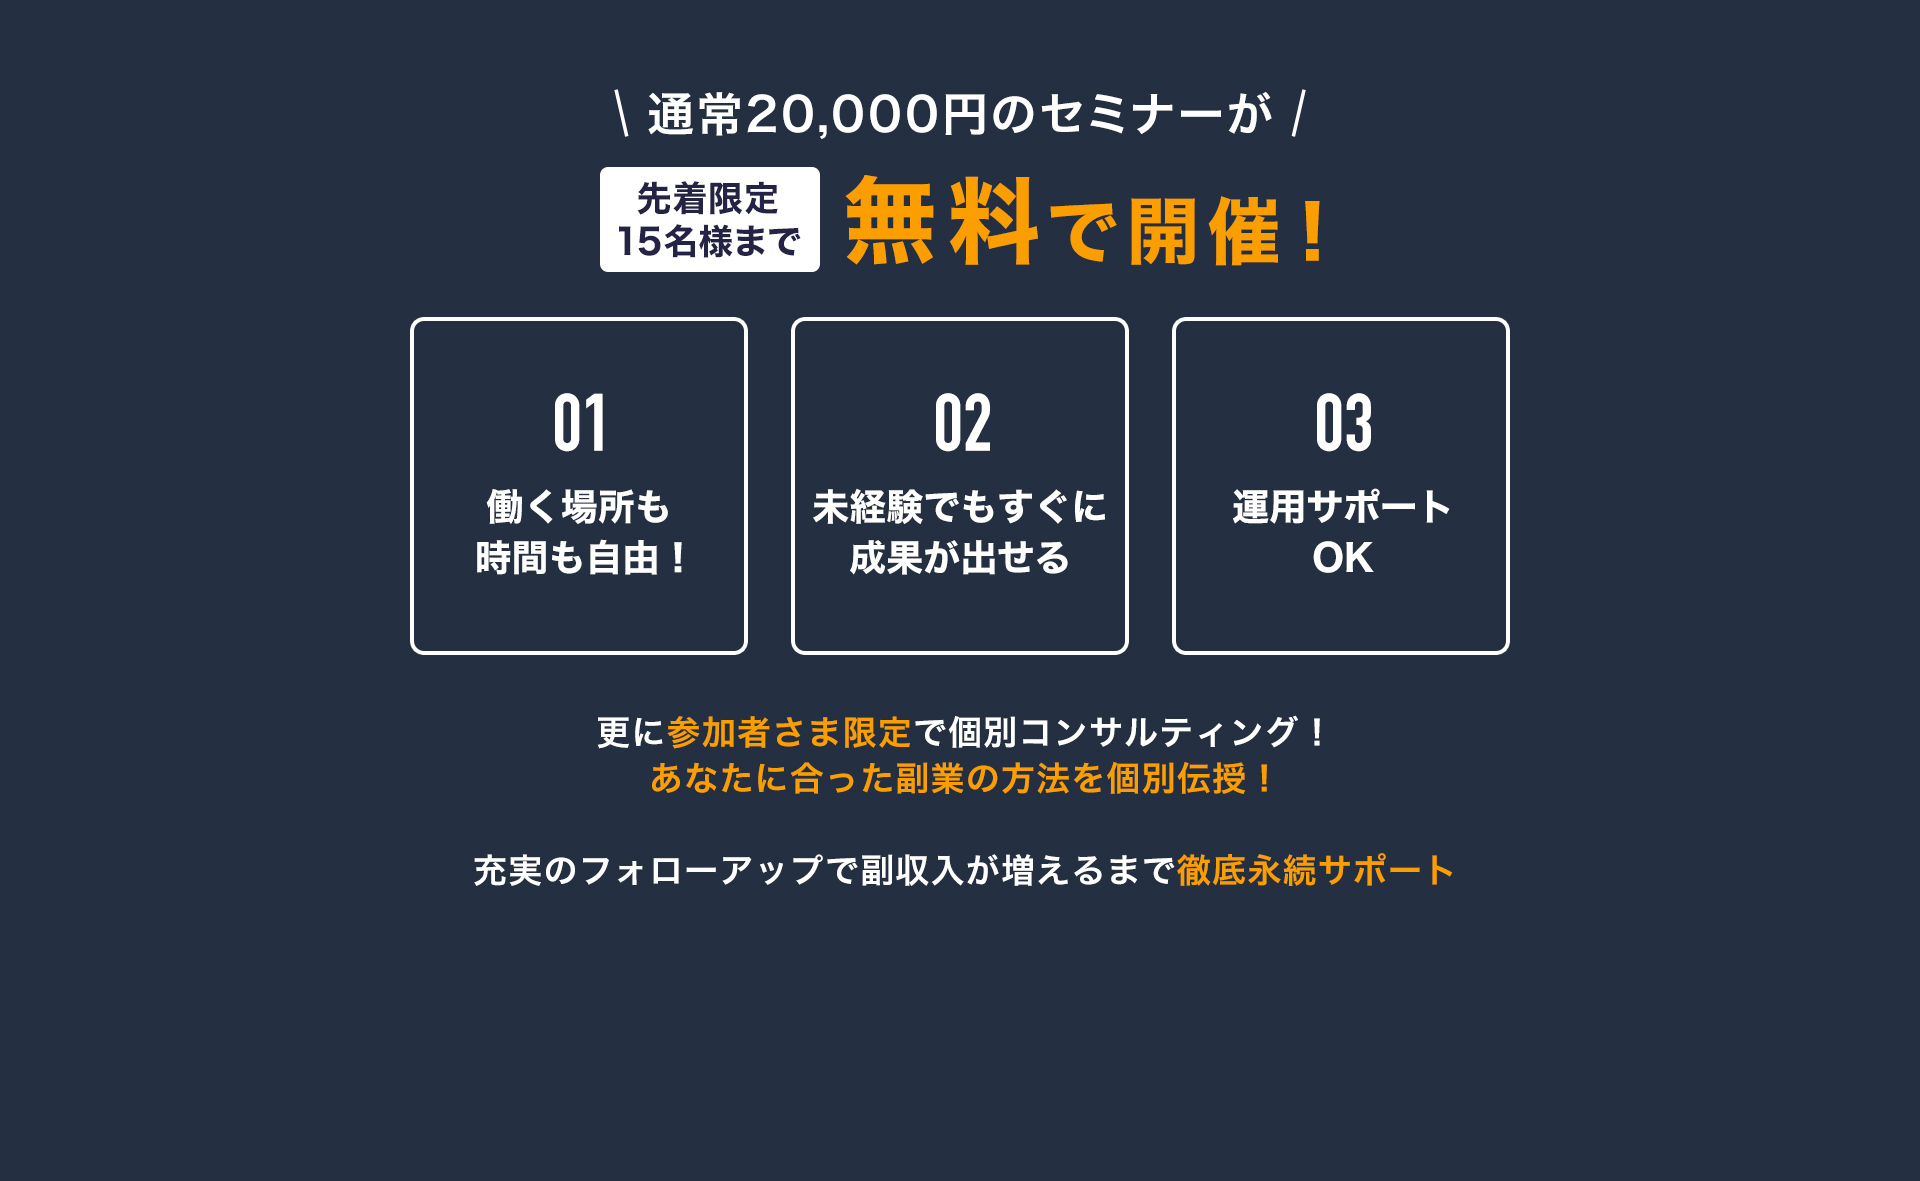 \ 通常20,000円のセミナーが /
先着限定
15名様まで
無料で開催！
01
働く場所も
時間も自由！
02
未経験でもすぐに
成果が出せる
03
運用サポート
OK
更に参加者さま限定で個別コンサルティング！
あなたに合った副業の方法を個別伝授！
充実のフォローアップで副収入が増えるまで徹底永続サポート